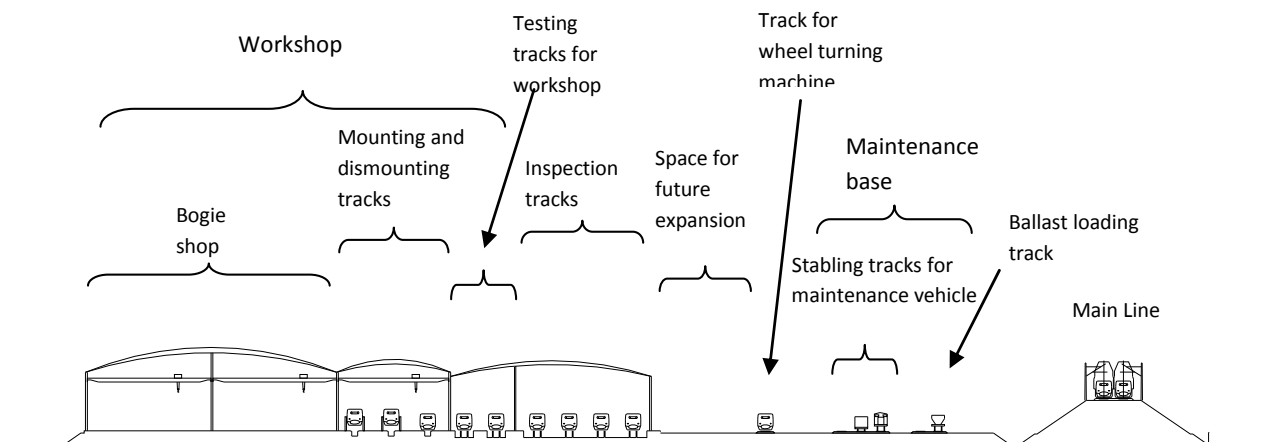 Workshop
Testing
tracks for
workshop
Track for
wheel turning
machine
Mounting and
dismounting
tracks
Inspection
tracks
Space for
future
expansion
Maintenance
base
Bogie
shop
Ballast loading
track
Stabling tracks for
maintenance vehicle
Main Line